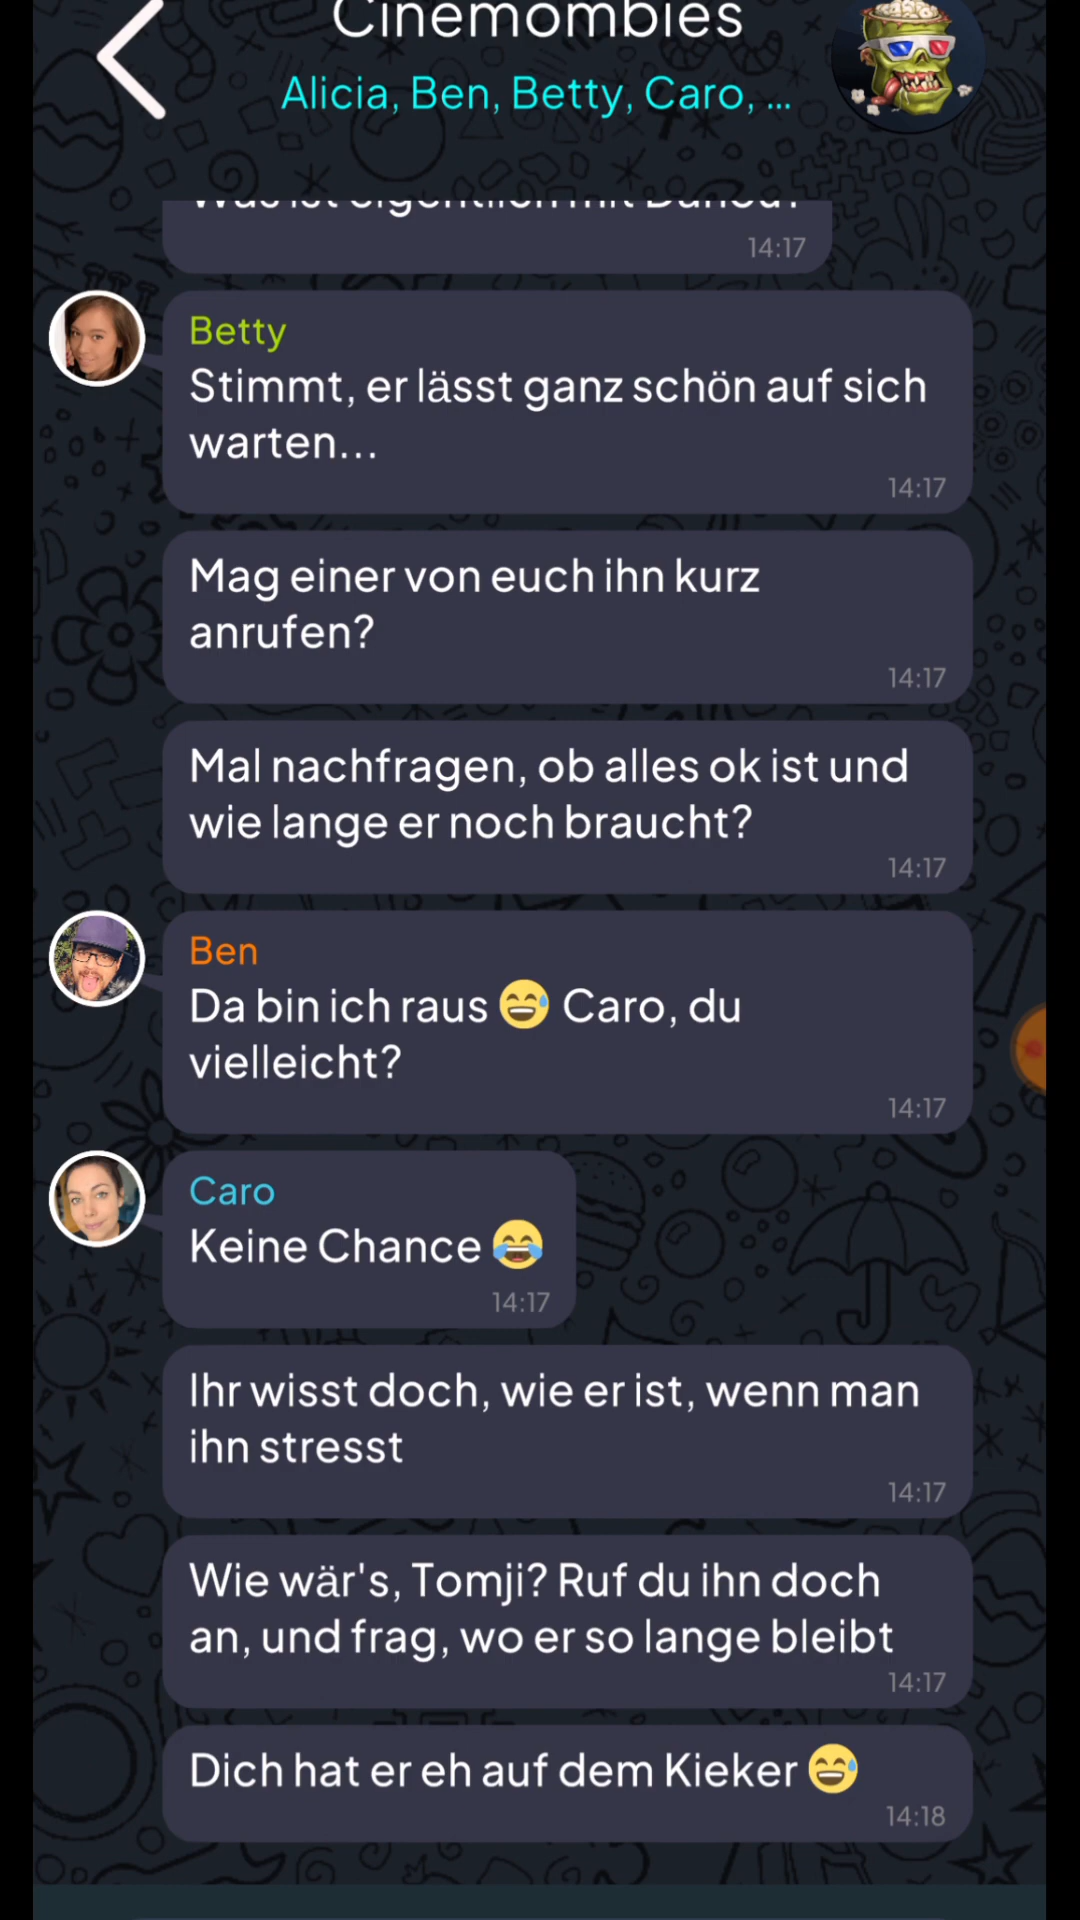 Cinemombies
Alicia, Ben, Betty, Caro, ...
Was ist eigentlich mit
14:17
Betty
Stimmt, er lässt ganz schön auf sich
warten...
14:17
Mag einer von euch ihn kurz
anrufen?
14:17
Mal nachfragen, ob alles ok ist und
wie lange er noch braucht?
14:17
Ben
Da bin ich raus 😅 Caro, du
vielleicht?
14:17
Caro
Keine Chance 😂
14:17
Ihr wisst doch, wie er ist, wenn man
ihn stresst
14:17
Wie wär's, Tomji? Ruf du ihn doch
an, und frag, wo er so lange bleibt
14:17
Dich hat er eh auf dem Kieker 😅
14:18